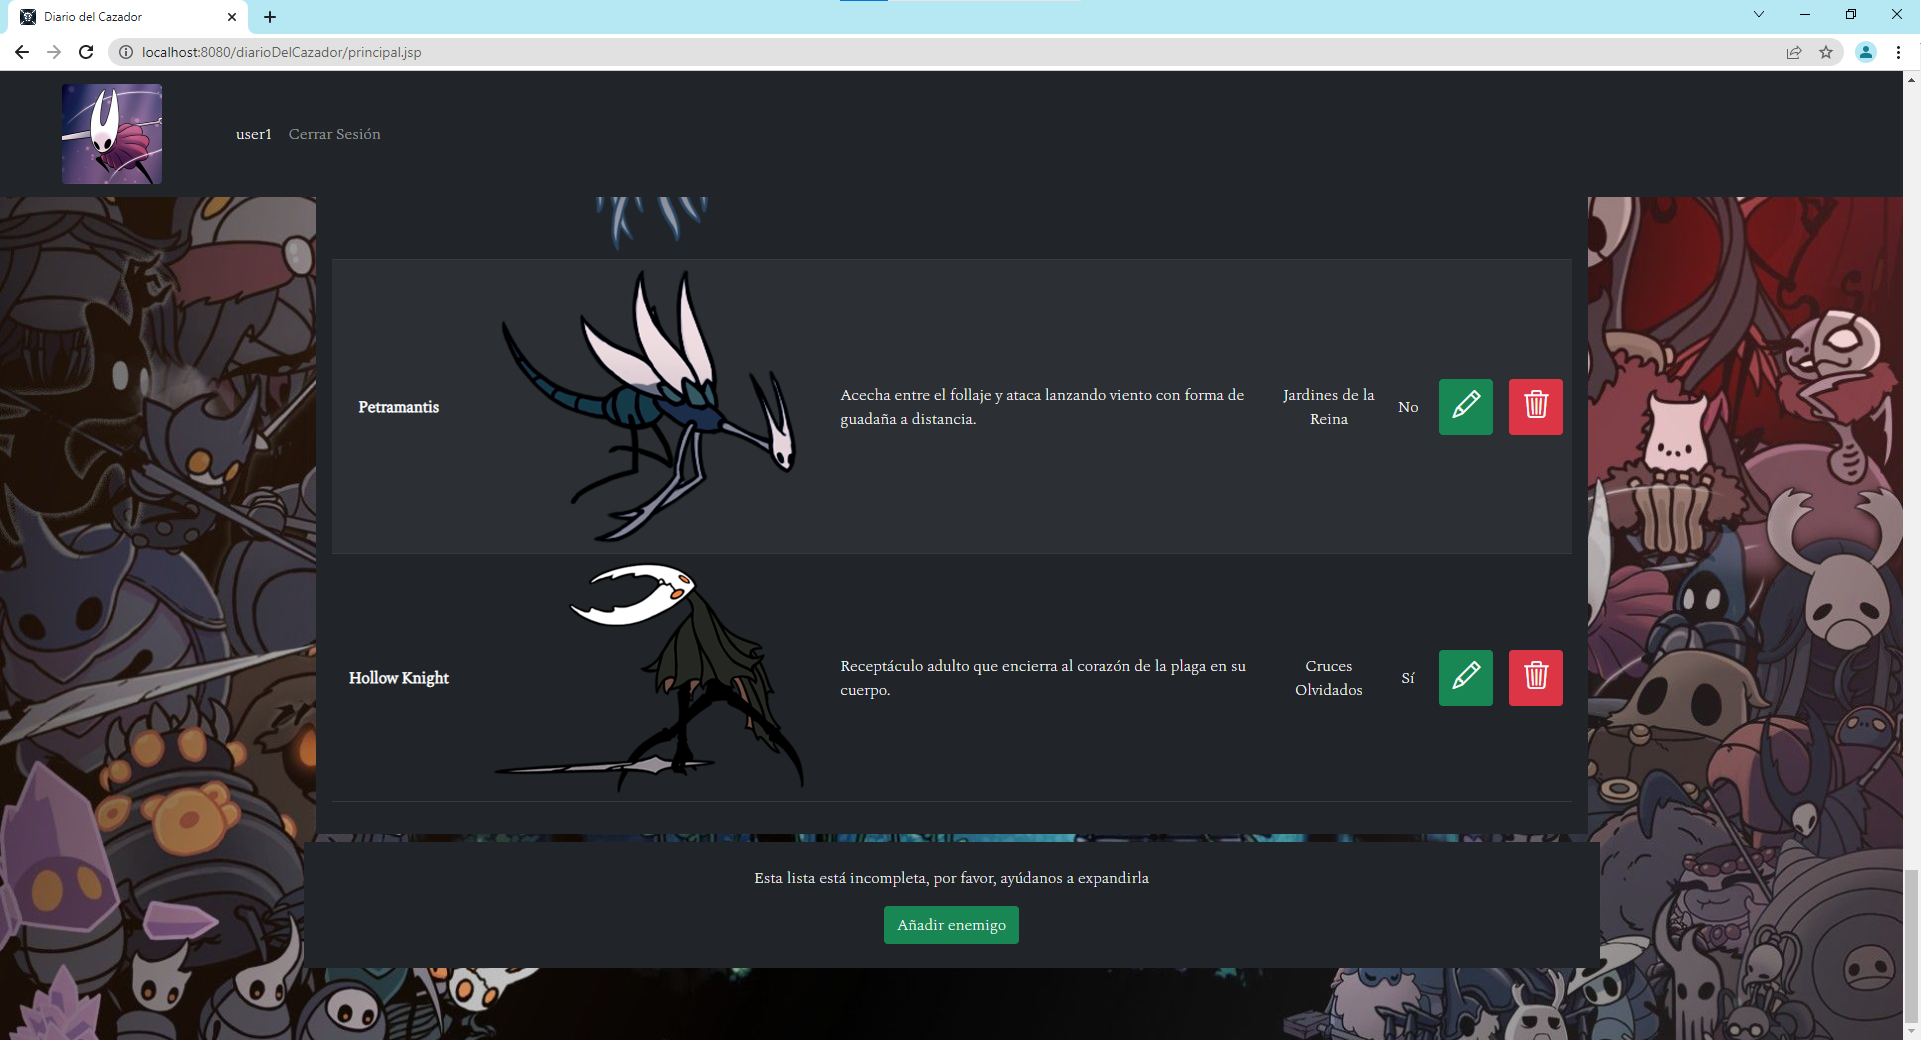 Diario del Cazador
localhost:8080/diarioDelCazador/principal.jsp
user1 Cerrar Sesión
Petramantis
Acecha entre el follaje y ataca lanzando viento con forma de
guadaña a distancia.
Jardines de la
Reina
No
Hollow Knight
Receptáculo adulto que encierra al corazón de la plaga en su
cuerpo.
Cruces
Olvidados
Sí
Esta lista está incompleta, por favor, ayúdanos a expandirla
Añadir enemigo